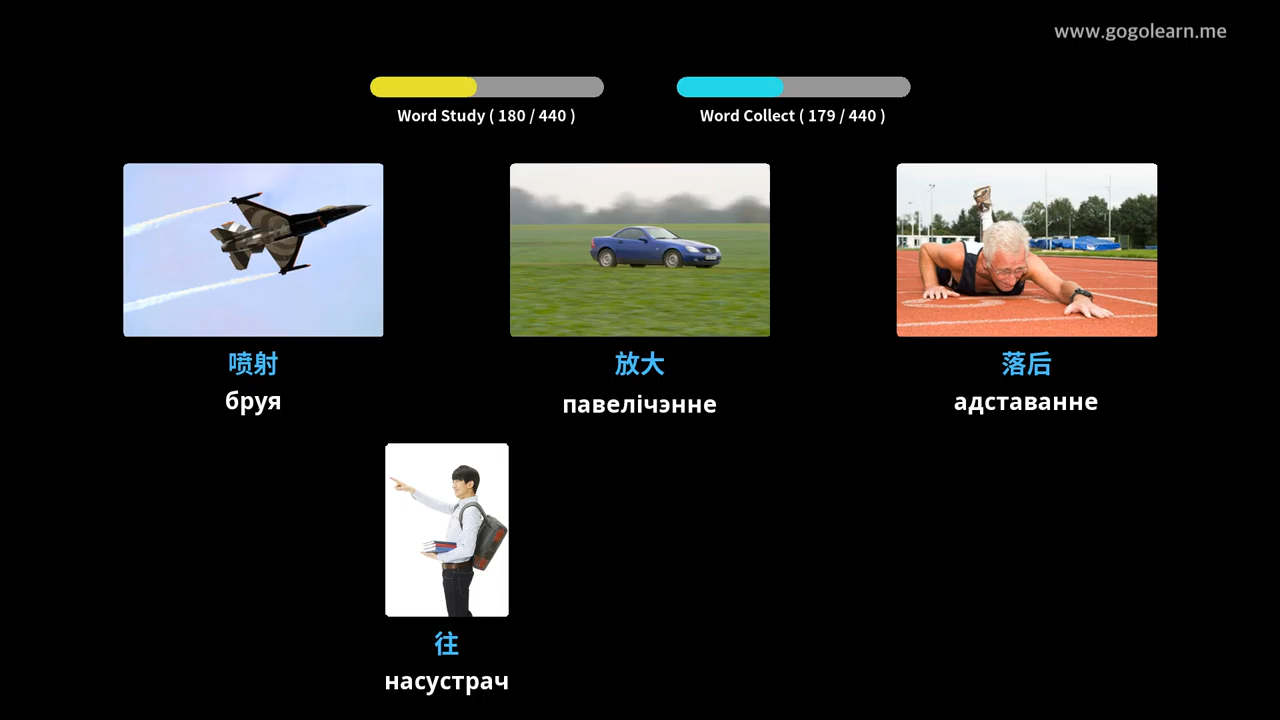 www.gogolearn.me
Word Study ( 180 / 440 )
Word Collect ( 179 / 440 )
喷射
放大
落后
бруя
павелічэнне
адставанне
往
насустрач